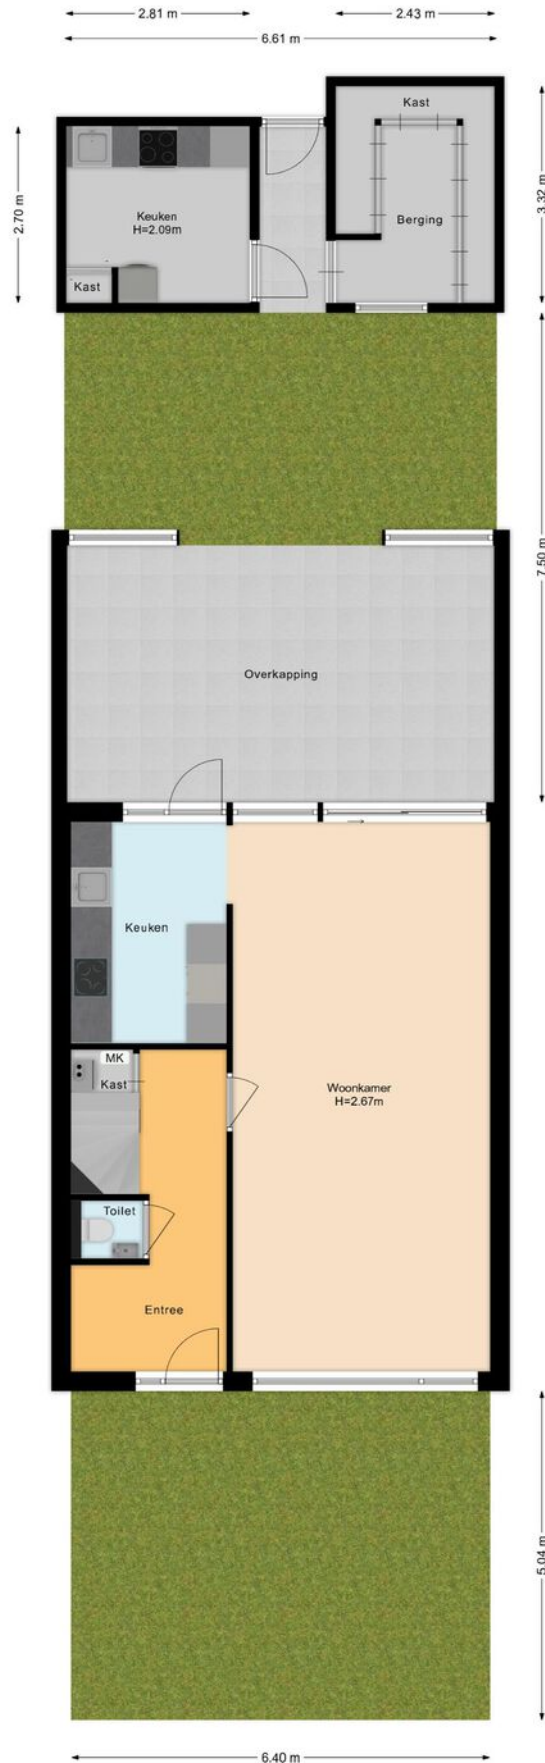 2.81 m
2.43 m
6.61 m
Kast
2.70 m
Keuken
H=2.09m
Berging
3.32 m
Kast
7.50 m
Overkapping
Keuken
MK
Kast
Woonkamer
H=2.67m
Toilet
Entree
5.04 m
6.40 m